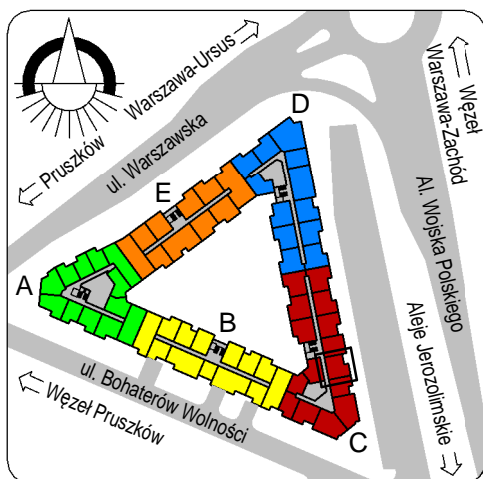 Warszawa-Ursus
Pruszków
ul. Warszawska
Węzeł
Warszawa-Zachód
Al. Wojska Polskiego
Aleje Jerozolimskie
D
E
A
B
C
ul. Bohaterów Wolności
Węzeł Pruszków